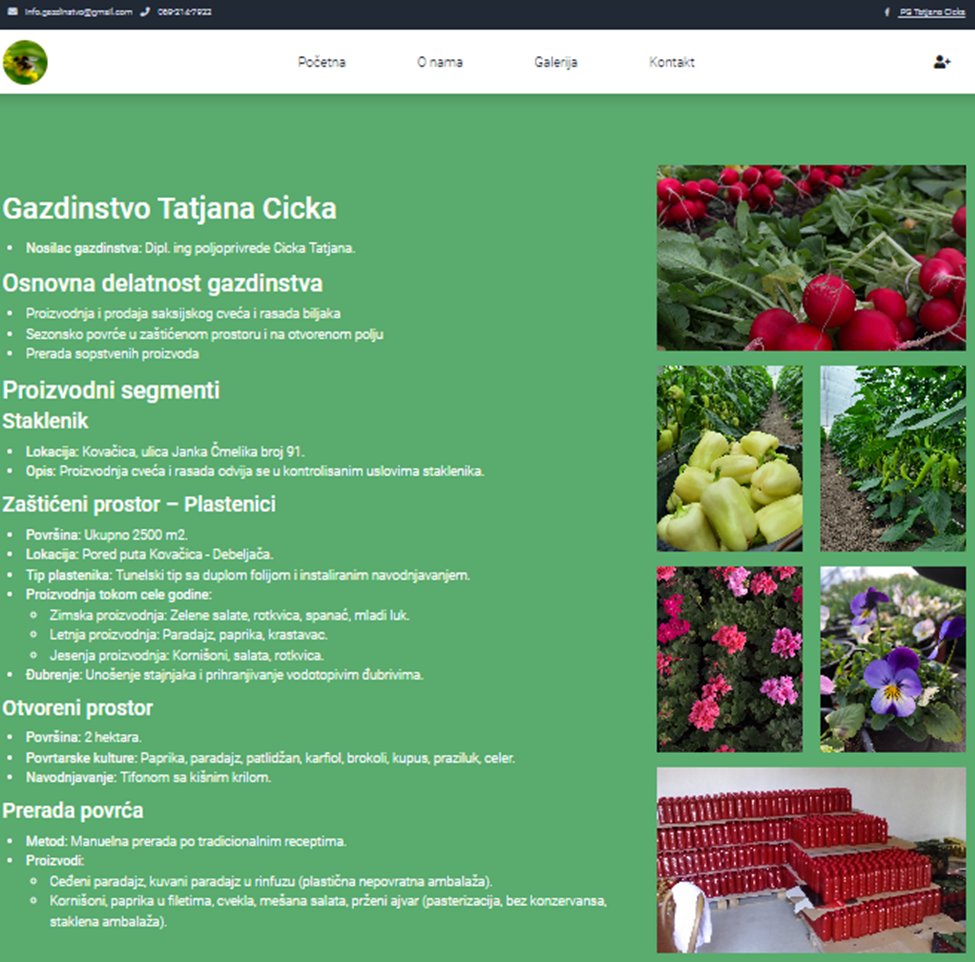 info.gazdinstvo@gmail.com
PG Tatjana Cicka
Početna O nama Galerija Kontakt
Gazdinstvo Tatjana Cicka
Nosilac gazdinstva: Dipl. ing poljoprivrede Cicka Tatjana.
Osnovna delatnost gazdinstva
Proizvodnja i prodaja saksijskog cveća i rasada biljaka
Sezonsko povrće u zaštićenom prostoru i na otvorenom polju
Prerada sopstvenih proizvoda
Proizvodni segmenti
Staklenik
Lokacija: Kovačica, ulica Janka Čmelika broj 91.
Opis: Proizvodnja cveća i rasada odvija se u kontrolisanim uslovima staklenika.
Zaštićeni prostor – Plastenici
Površina: Ukupno 2500 m2.
Lokacija: Pored puta Kovačica - Debeljača.
Tip plastenika: Tunelski tip sa duplom folijom i instaliranim navodnjavanjem.
Proizvodnja tokom cele godine:
Zimska proizvodnja: Zelene salate, rotkvica, spanać, mladi luk.
Letnja proizvodnja: Paradajz, paprika, krastavac.
Jesenja proizvodnja: Kornišoni, salata, rotkvica.
Đubrenje: Unošenje stajnjaka i prihranjivanje vodotopivim đubrivima.
Otvoreni prostor
Površina: 2 hektara.
Povrtarske kulture: Paprika, paradajz, patlidžan, karfiol, brokoli, kupus, praziluk, celer.
Navodnjavanje: Tifonom sa kišnim krilom.
Prerada povrća
Metod: Manuelna prerada po tradicionalnim receptima.
Proizvodi:
Ceđeni paradajz, kuvani paradajz u rinfuzu (plastična nepovratna ambalaža).
Kornišoni, paprika u filetima, cvekla, mešana salata, prženi ajvar (pasterizacija, bez konzervansa,
staklena ambalaža).